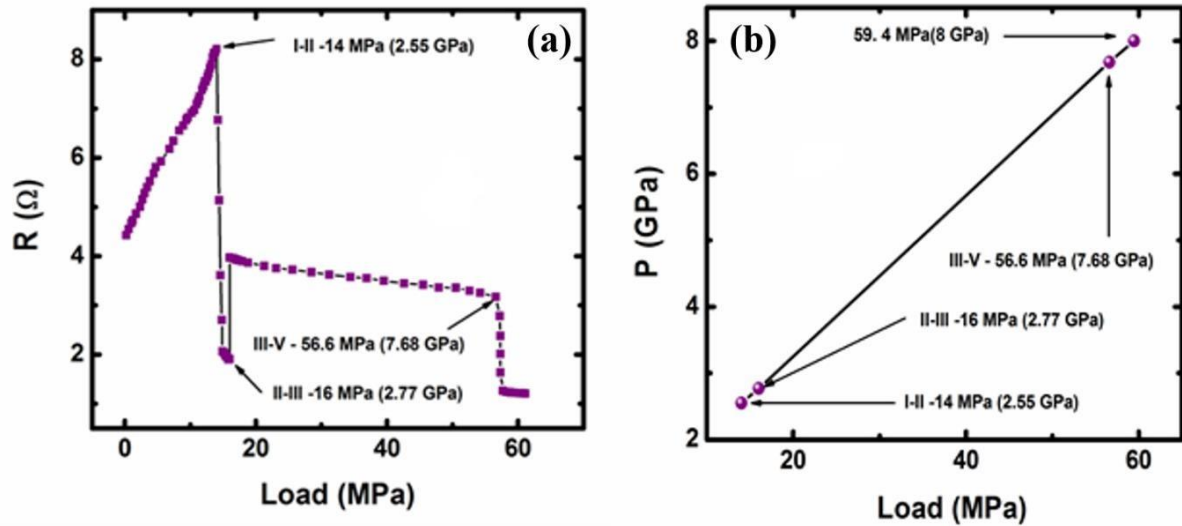 (a)
I-II -14 MPa (2.55 GPa)
III-V - 56.6 MPa (7.68 GPa)
II-III -16 MPa (2.77 GPa)
R (Ω)
8
6
4
2
0
20
40
60
Load (MPa)
(b)
59. 4 MPa(8 GPa)
III-V - 56.6 MPa (7.68 GPa)
II-III -16 MPa (2.77 GPa)
I-II -14 MPa (2.55 GPa)
P (GPa)
8
6
4
2
20
40
60
Load (MPa)